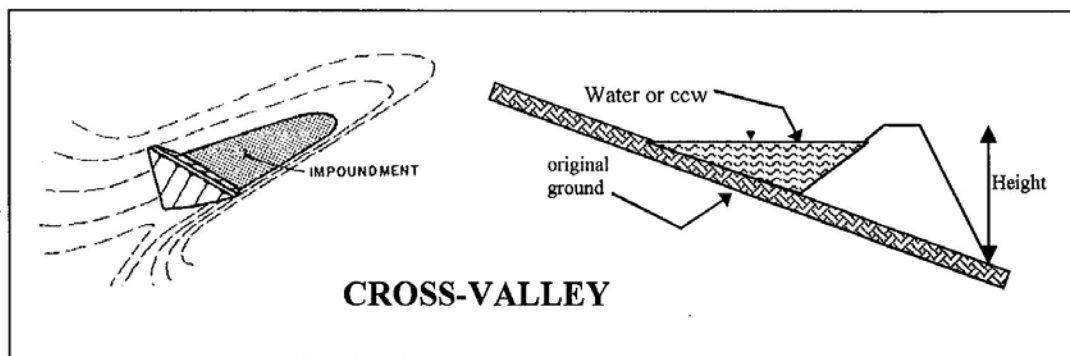 IMPOUNDMENT
Water or ccw
original
ground
Height
CROSS-VALLEY